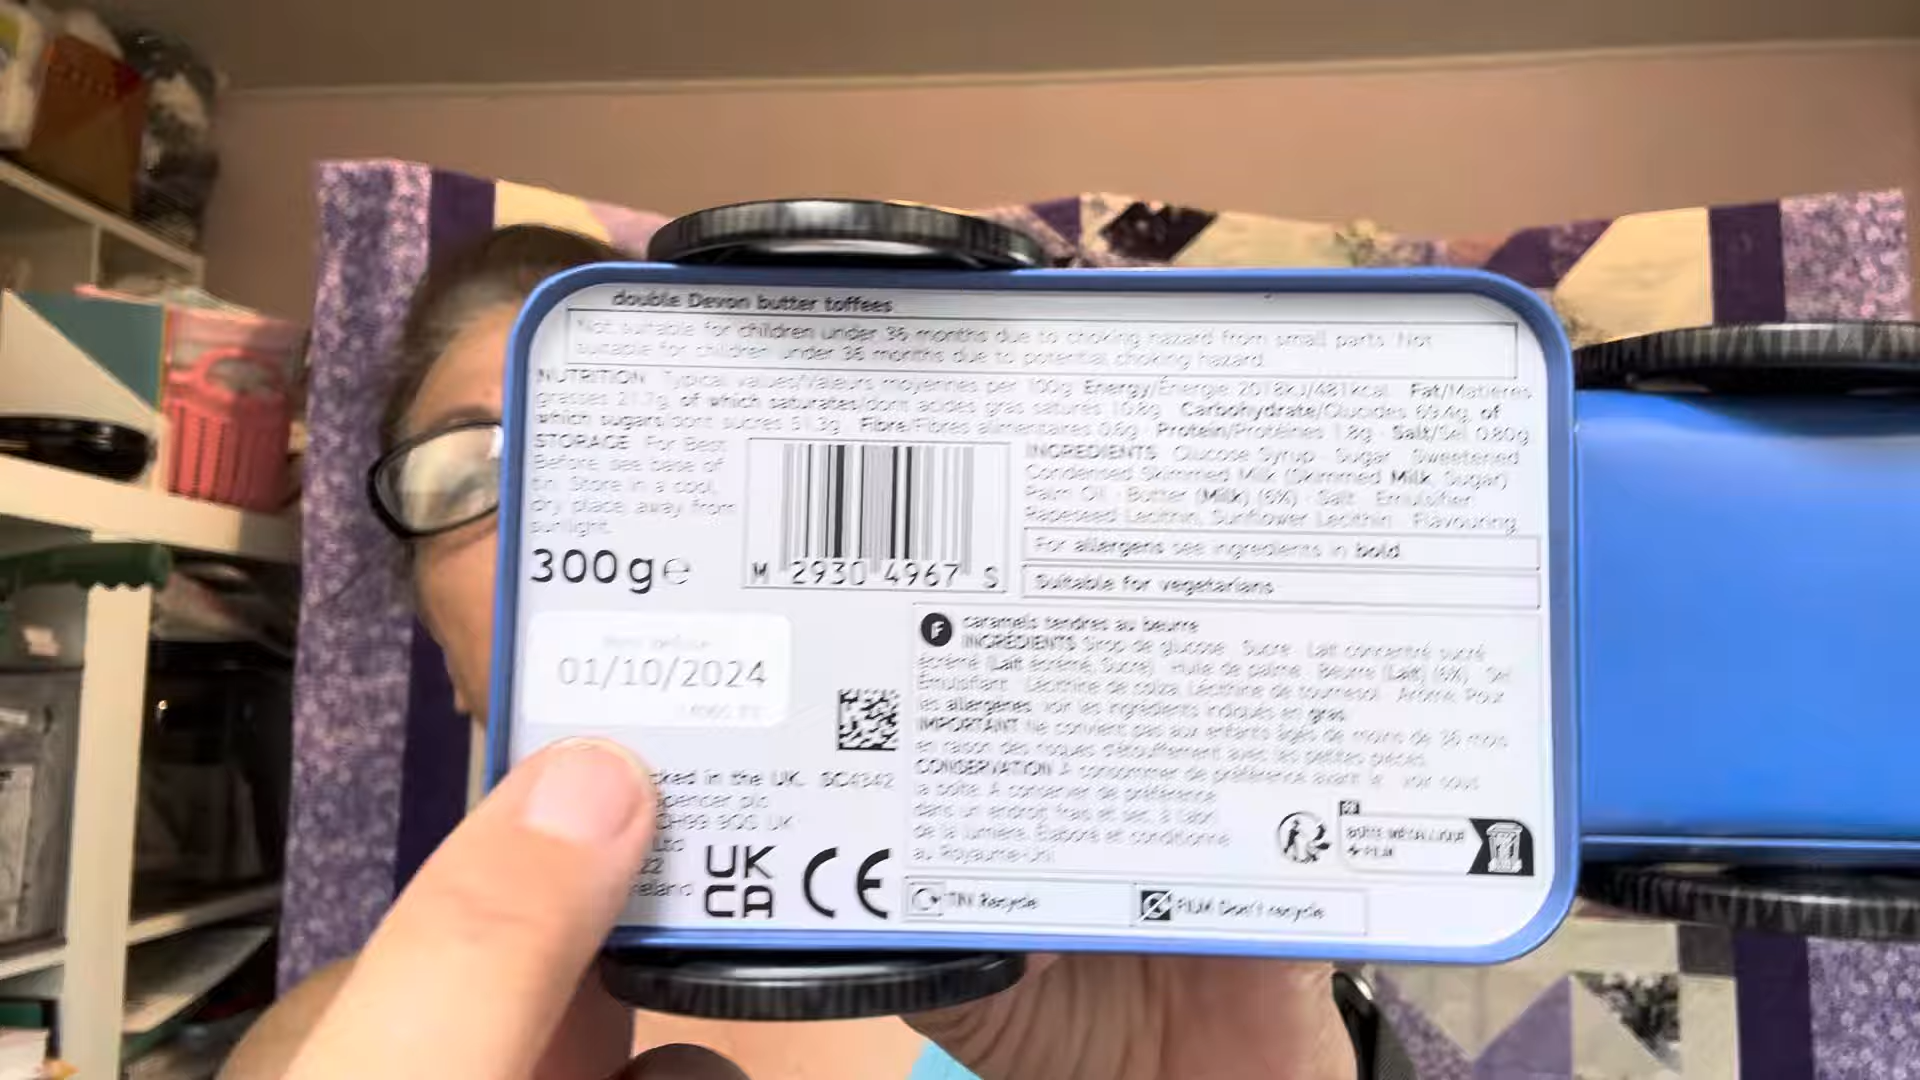 double Devon butter toffees
Not suitable for children under 36 months due to choking hazard from small parts. Not
suitable for children under 36 months due to potential choking hazard.
NUTRITION Typical values/Valeurs moyennes per 100g Energy/Énergie 2018kJ/481kcal Fat/Matières
grasses 21.7g of which saturates/dont acides gras saturés 10.8g Carbohydrate/Glucides 69.4g of
which sugars/dont sucres 51.3g Fibre/Fibres alimentaires 0.6g Protein/Protéines 1.8g Salt/Sel 0.80g
STORAGE For Best
Before, see base of
tin. Store in a cool,
dry place, away from
sunlight.
300g e
M 2930 4967 S
INGREDIENTS Glucose Syrup · Sugar · Sweetened
Condensed Skimmed Milk (Skimmed Milk, Sugar)
Palm Oil · Butter (Milk) (6%) · Salt · Emulsifier:
Rapeseed Lecithin, Sunflower Lecithin · Flavouring
For allergens see ingredients in bold
Suitable for vegetarians
Best before
01/10/2024
cked in the UK. SC4342
Spencer plc
CH99 9QS UK
Ltd
22
Ireland
UK
CA
CE
F caramels tendres au beurre
INGRÉDIENTS Sirop de glucose · Sucre · Lait concentré sucré
écrémé (Lait écrémé, Sucre) · Huile de palme · Beurre (Lait) (6%) · Sel
Émulsifiant : Lécithine de colza, Lécithine de tournesol · Arôme. Pour
les allergènes, voir les ingrédients indiqués en gras.
IMPORTANT Ne convient pas aux enfants âgés de moins de 36 mois
en raison des risques d'étouffement avec les petites pièces.
CONSERVATION A consommer de préférence avant le : voir sous
la boîte. A conserver de préférence
dans un endroit frais et sec, à l'abri
de la lumière. Élaboré et conditionné
au Royaume-Uni.
TIN Recycle
FILM Don't recycle